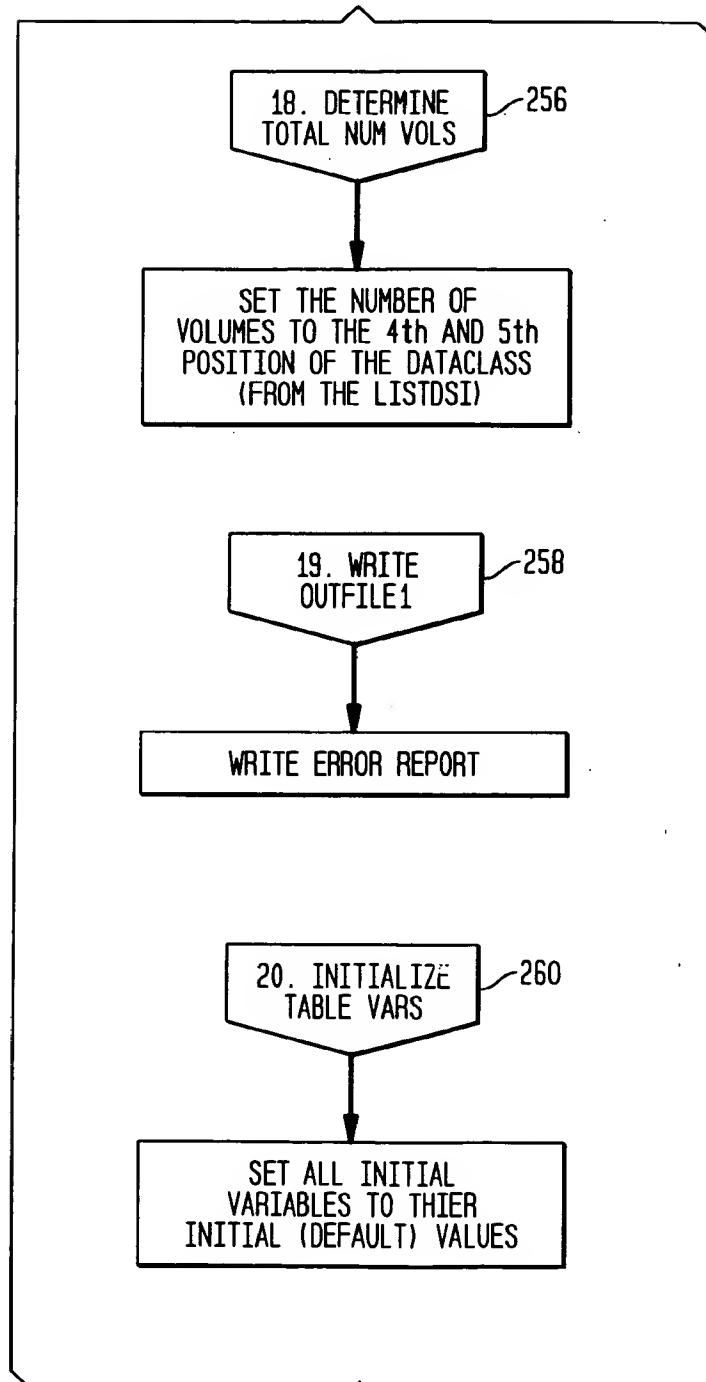 18. DETERMINE
TOTAL NUM VOLS
256
SET THE NUMBER OF
VOLUMES TO THE 4th AND 5th
POSITION OF THE DATACLASS
(FROM THE LISTDSI)
19. WRITE
OUTFILE1
258
WRITE ERROR REPORT
20. INITIALIZE
TABLE VARS
260
SET ALL INITIAL
VARIABLES TO THIER
INITIAL (DEFAULT) VALUES